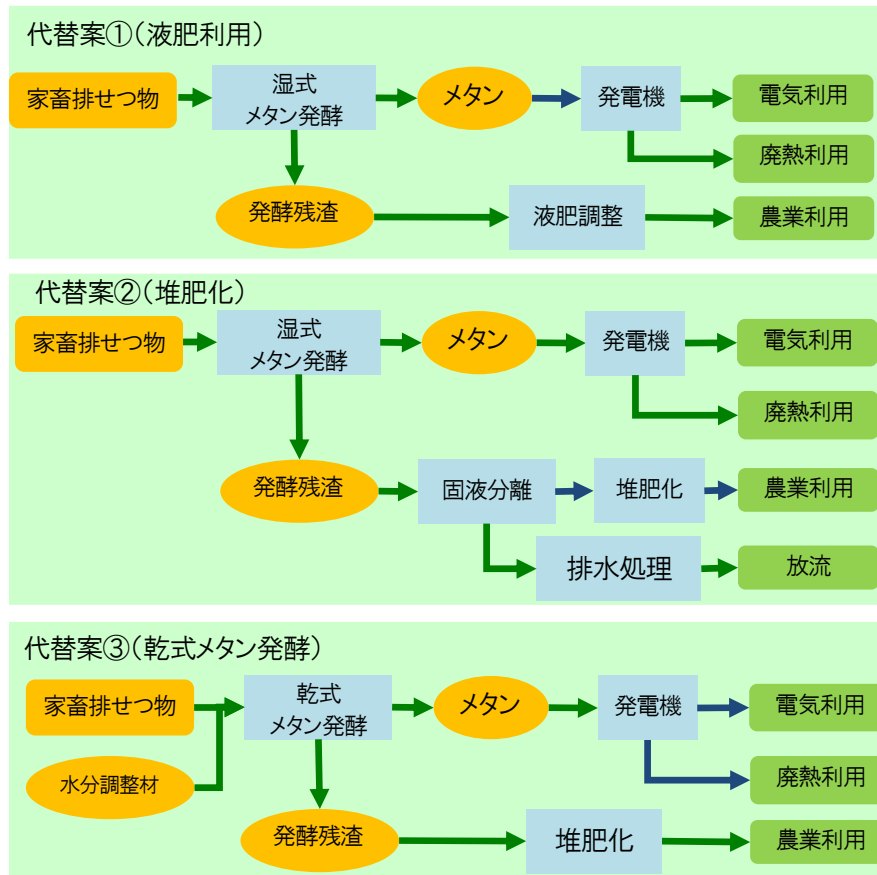 代替案①(液肥利用)
家畜排せつ物
湿式
メタン発酵
メタン
発電機
電気利用
廃熱利用
発酵残渣
液肥調整
農業利用
代替案②(堆肥化)
家畜排せつ物
湿式
メタン発酵
メタン
発電機
電気利用
廃熱利用
発酵残渣
固液分離
堆肥化
農業利用
排水処理
放流
代替案③(乾式メタン発酵)
家畜排せつ物
乾式
メタン発酵
メタン
発電機
電気利用
水分調整材
廃熱利用
発酵残渣
堆肥化
農業利用